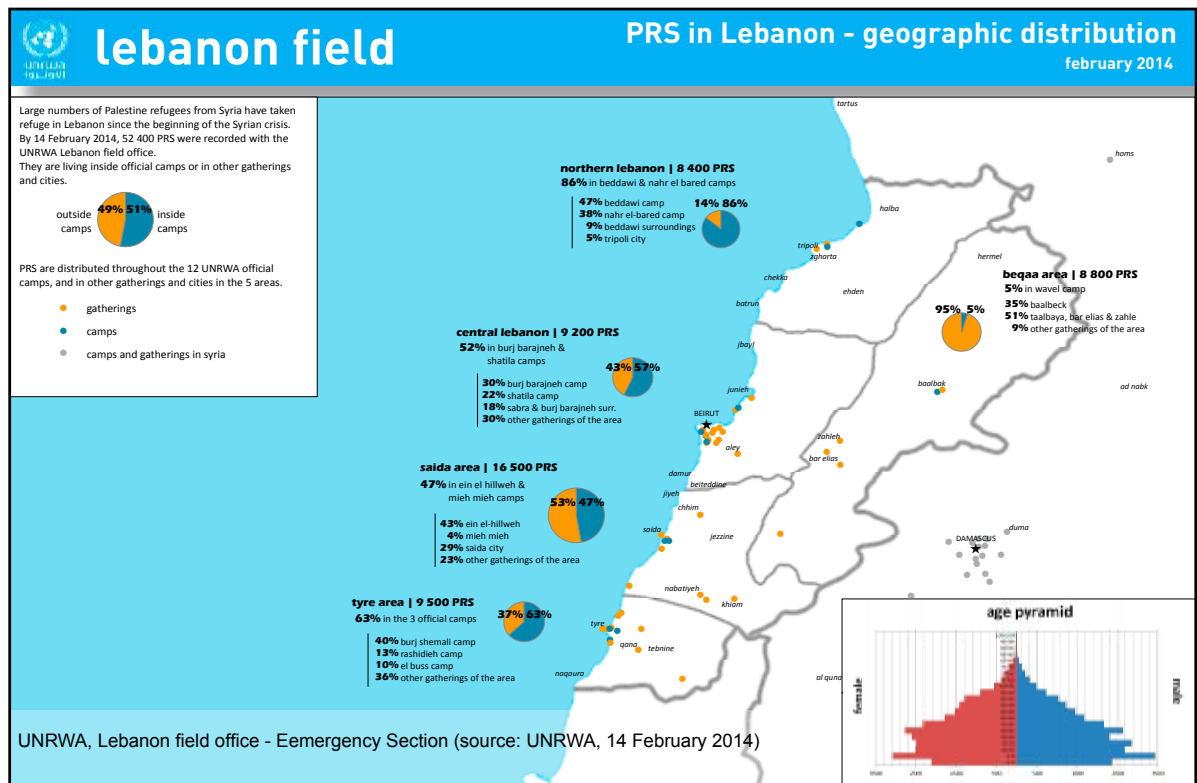 unrwa
الأونروا
lebanon field
PRS in Lebanon - geographic distribution
february 2014
Large numbers of Palestine refugees from Syria have taken
refuge in Lebanon since the beginning of the Syrian crisis.
By 14 February 2014, 52 400 PRS were recorded with the
UNRWA Lebanon field office.
They are living inside official camps or in other gatherings
and cities.
49% 51%
outside camps
inside camps
PRS are distributed throughout the 12 UNRWA official
camps, and in other gatherings and cities in the 5 areas.
gatherings
camps
camps and gatherings in syria
northern lebanon | 8 400 PRS
86% in beddawi & nahr el bared camps
47% beddawi camp
38% nahr el-bared camp
9% beddawi surroundings
5% tripoli city
14% 86%
beqaa area | 8 800 PRS
5% in wavel camp
35% baalbeck
51% taalbaya, bar elias & zahle
9% other gatherings of the area
95% 5%
central lebanon | 9 200 PRS
52% in burj barajneh &
shatila camps
30% burj barajneh camp
22% shatila camp
18% sabra & burj barajneh surr.
30% other gatherings of the area
43% 57%
saida area | 16 500 PRS
47% in ein el hillweh &
mieh mieh camps
43% ein el-hillweh
4% mieh mieh
29% saida city
23% other gatherings of the area
53% 47%
tyre area | 9 500 PRS
63% in the 3 official camps
40% burj shemali camp
13% rashidieh camp
10% el buss camp
36% other gatherings of the area
37% 63%
tartus
homs
halba
tripoli
zgharta
hermel
chekka
ehden
batrun
jbayl
junieh
baalbak
ad nabk
BEIRUT
aley
zahleh
bar elias
damur
beiteddine
jiyeh
chhim
saida
jezzine
duma
DAMASCUS
nabatiyeh
khiam
tyre
qana
tebnine
naqoura
al quna
age pyramid
female
male
UNRWA, Lebanon field office - Eemergency Section (source: UNRWA, 14 February 2014)